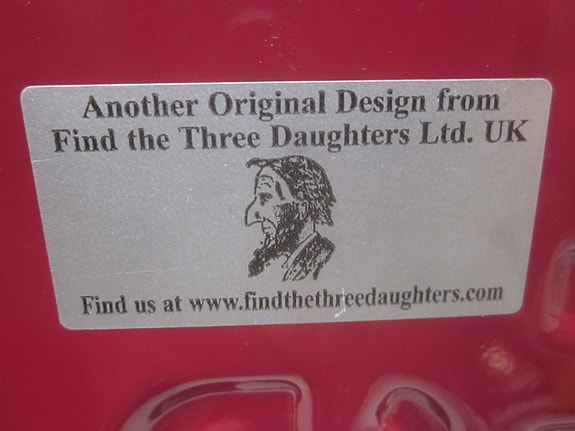 Another Original Design from
Find the Three Daughters Ltd. UK
Find us at www.findthethreedaughters.com